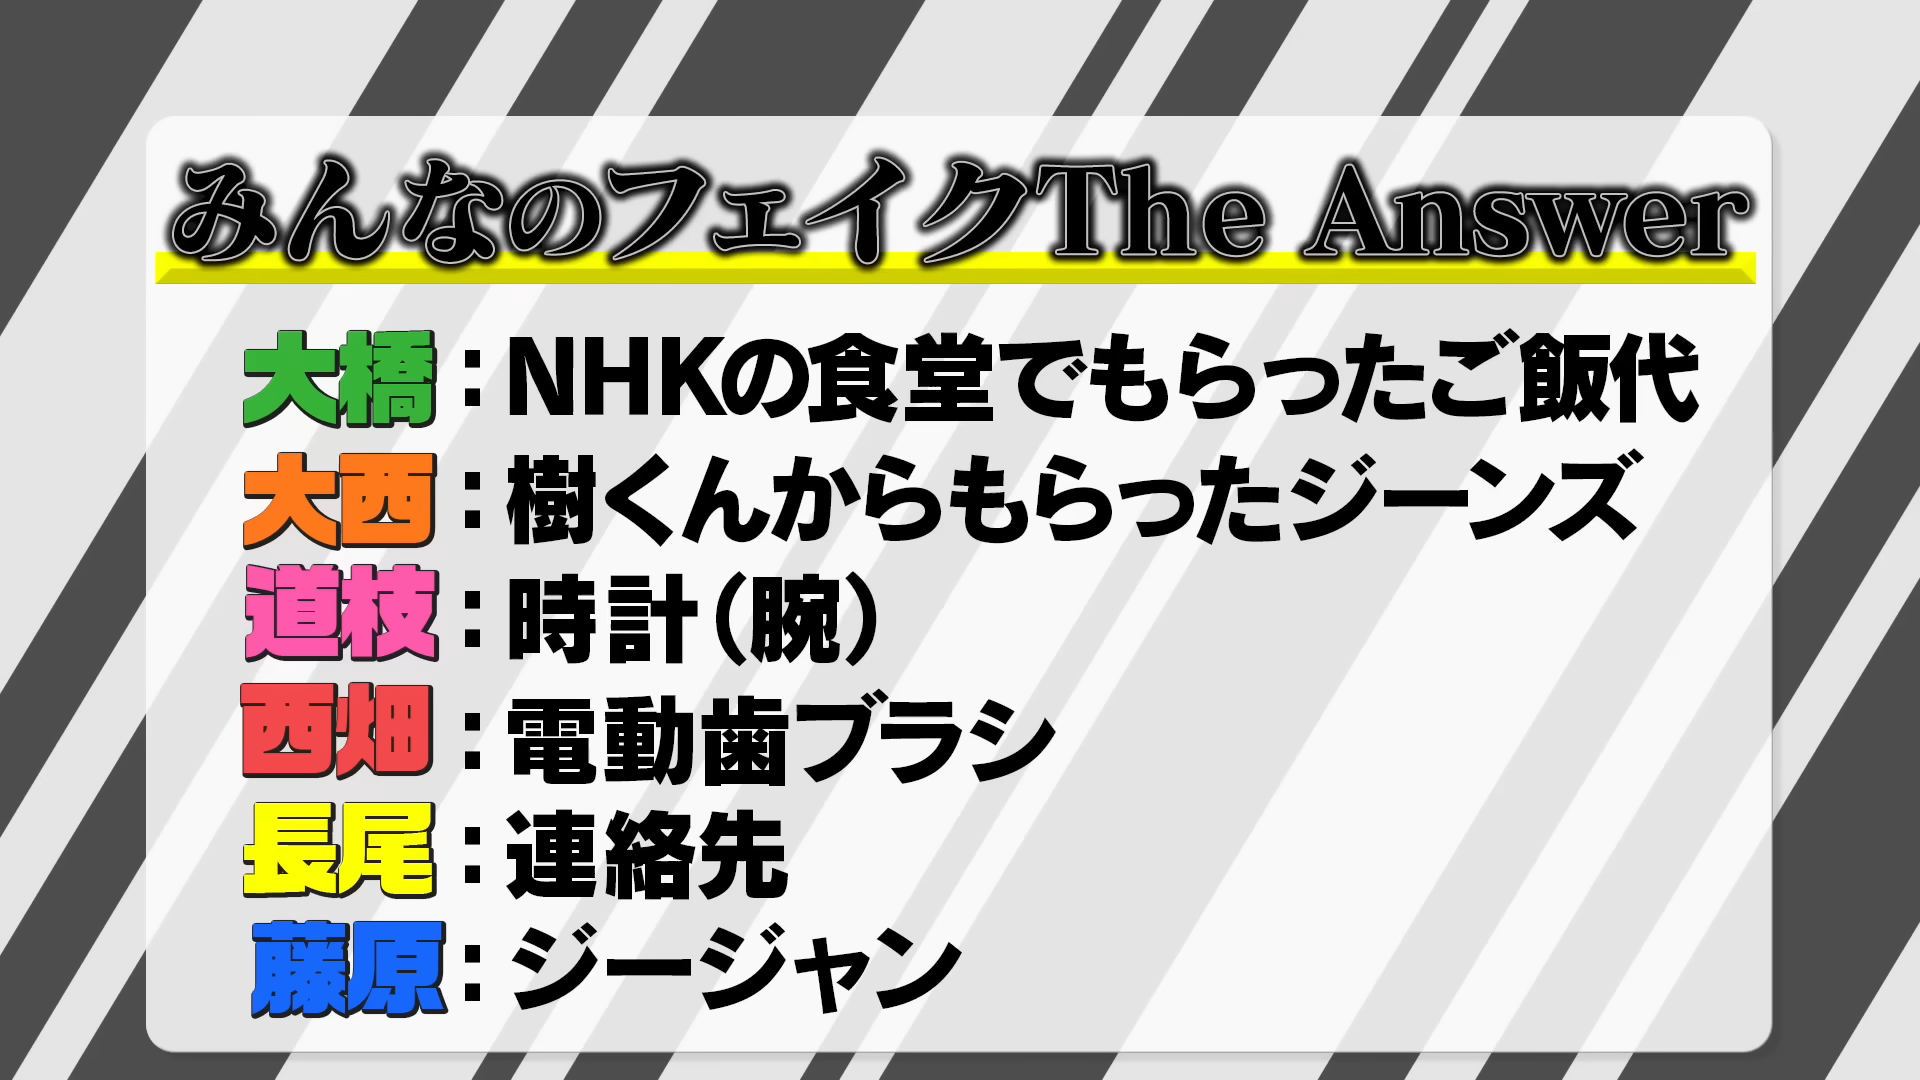 みんなのフェイクThe Answer
大橋：NHKの食堂でもらったご飯代
大西：樹くんからもらったジーンズ
道枝：時計（腕）
西畑：電動歯ブラシ
長尾：連絡先
藤原：ジージャン